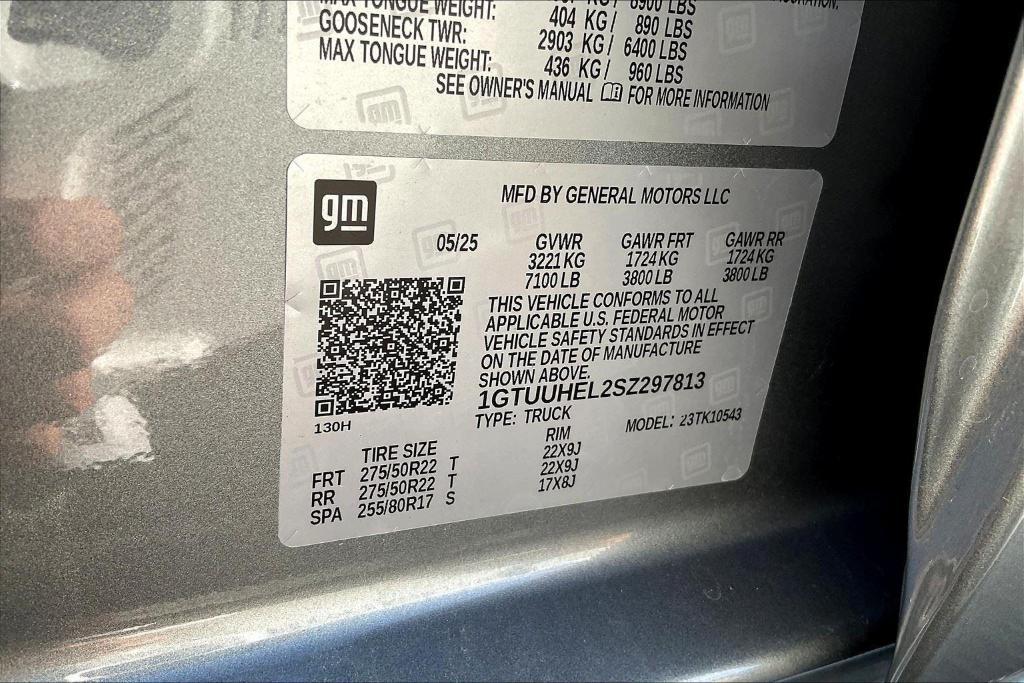 MAX TONGUE WEIGHT: 404 KG/ 890 LBS
GOOSENECK TWR: 2903 KG/ 6400 LBS
MAX TONGUE WEIGHT: 436 KG/ 960 LBS
SEE OWNER'S MANUAL FOR MORE INFORMATION
gm
MFD BY GENERAL MOTORS LLC
05/25 GVWR GAWR FRT GAWR RR
3221 KG 1724 KG 1724 KG
7100 LB 3800 LB 3800 LB
THIS VEHICLE CONFORMS TO ALL
APPLICABLE U.S. FEDERAL MOTOR
VEHICLE SAFETY STANDARDS IN EFFECT
ON THE DATE OF MANUFACTURE
SHOWN ABOVE.
1GTUUHEL2SZ297813
TYPE: TRUCK MODEL: 23TK10543
130H
TIRE SIZE RIM
FRT 275/50R22 T 22X9J
RR 275/50R22 T 22X9J
SPA 255/80R17 S 17X8J